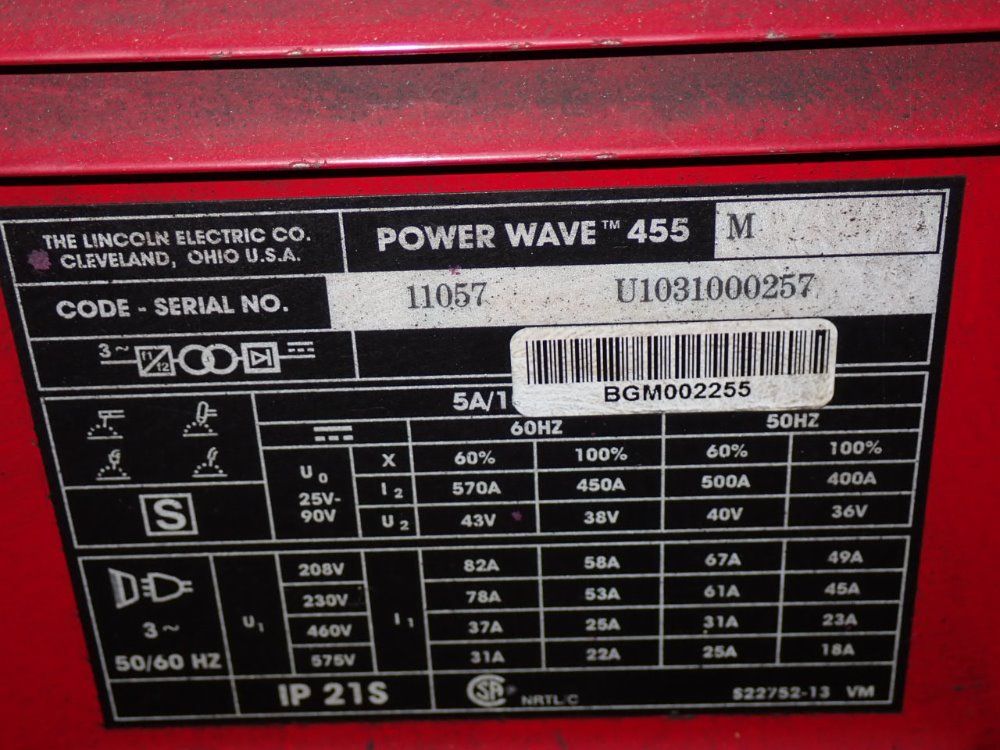 THE LINCOLN ELECTRIC CO.
CLEVELAND, OHIO U.S.A.
POWER WAVE™ 455 M
CODE - SERIAL NO. 11057 U1031000257
3~ f1 f2
BGM002255
5A/1
60HZ 50HZ
X 60% 100% 60% 100%
U0 25V-90V
I2 570A 450A 500A 400A
U2 43V 38V 40V 36V
S
3~
50/60 HZ
U1 I1
208V 82A 58A 67A 49A
230V 78A 53A 61A 45A
460V 37A 25A 31A 23A
575V 31A 22A 25A 18A
IP 21S SA® NRTL/C S22752-13 VM